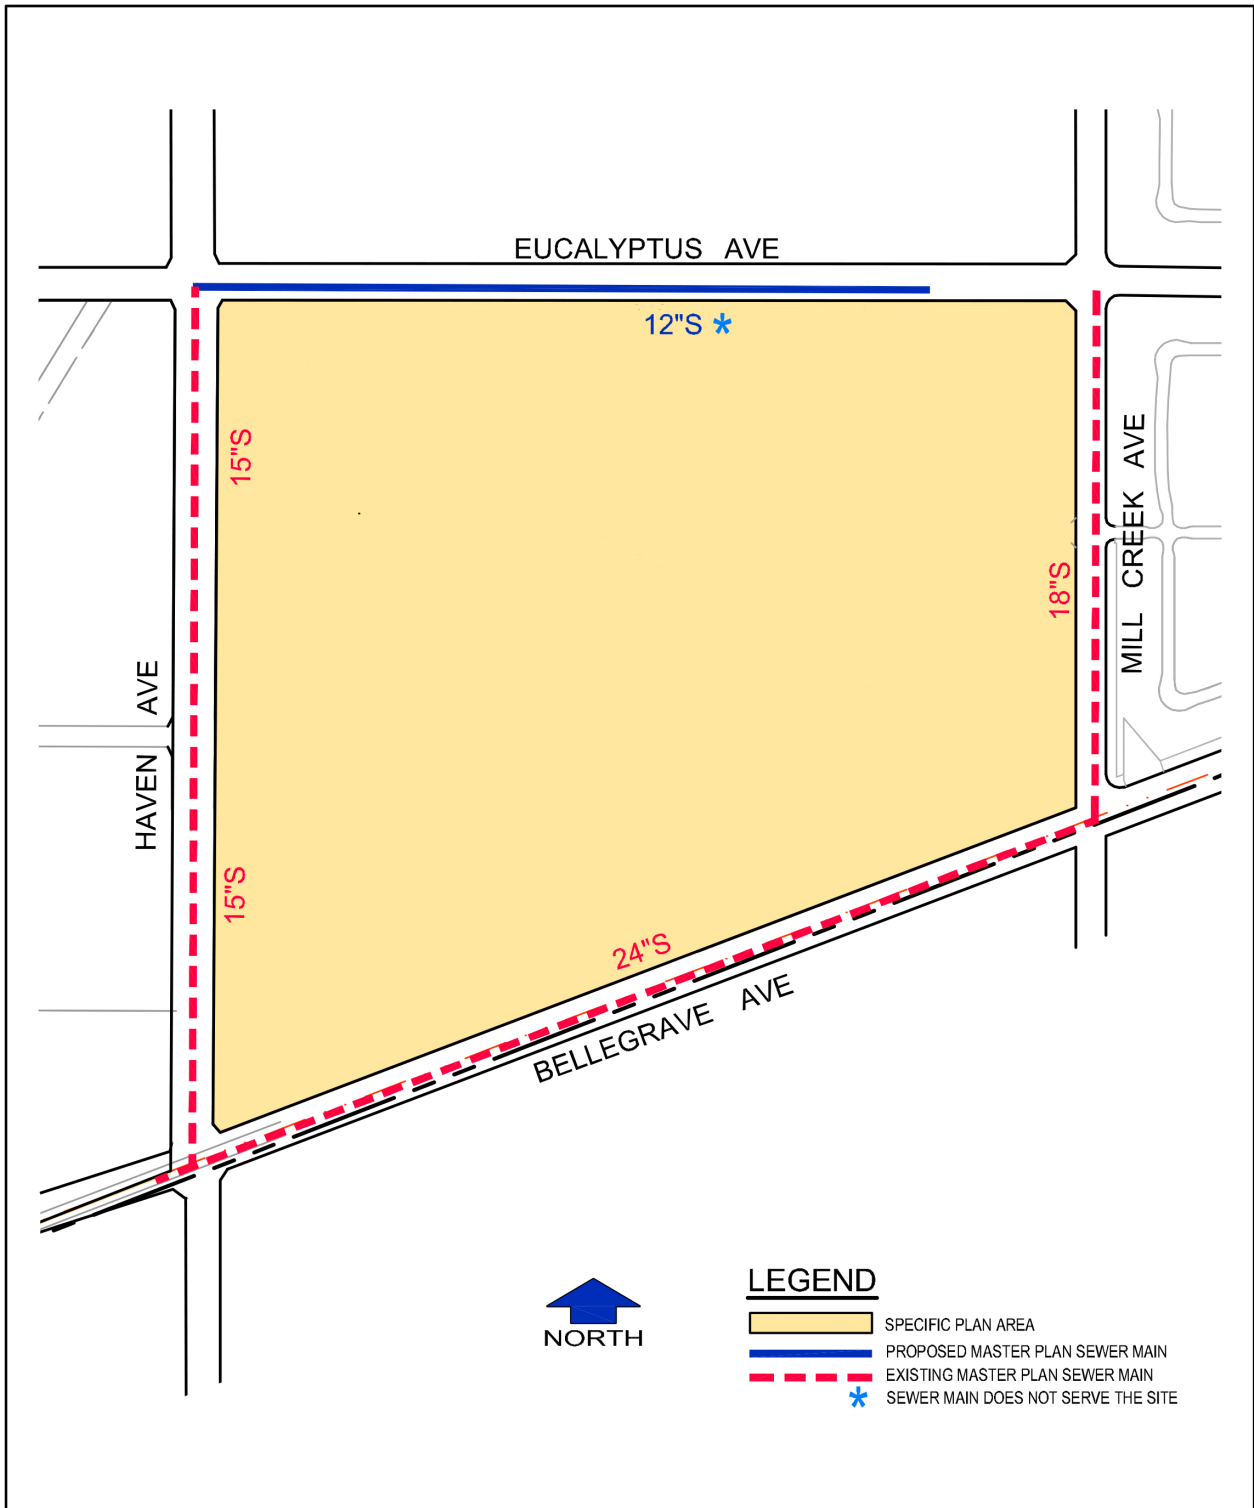 EUCALYPTUS AVE
12"S *
15"S
MILL CREEK AVE
18"S
HAVEN AVE
15"S
24"S
BELLEGRAVE AVE
NORTH
LEGEND
SPECIFIC PLAN AREA
PROPOSED MASTER PLAN SEWER MAIN
EXISTING MASTER PLAN SEWER MAIN
* SEWER MAIN DOES NOT SERVE THE SITE